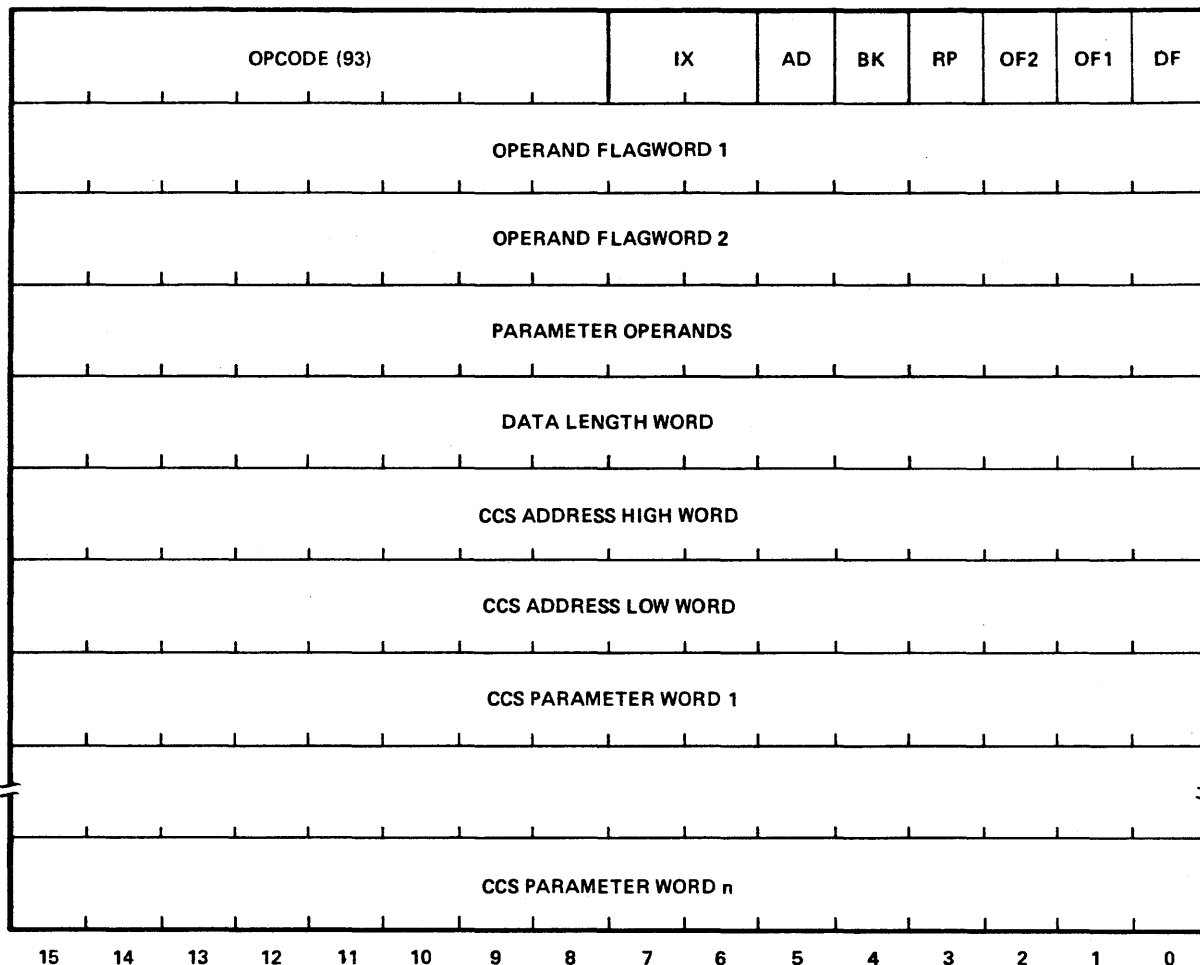 OPCODE (93) IX AD BK RP OF2 OF1 DF
OPERAND FLAGWORD 1
OPERAND FLAGWORD 2
PARAMETER OPERANDS
DATA LENGTH WORD
CCS ADDRESS HIGH WORD
CCS ADDRESS LOW WORD
CCS PARAMETER WORD 1
CCS PARAMETER WORD n
15 14 13 12 11 10 9 8 7 6 5 4 3 2 1 0